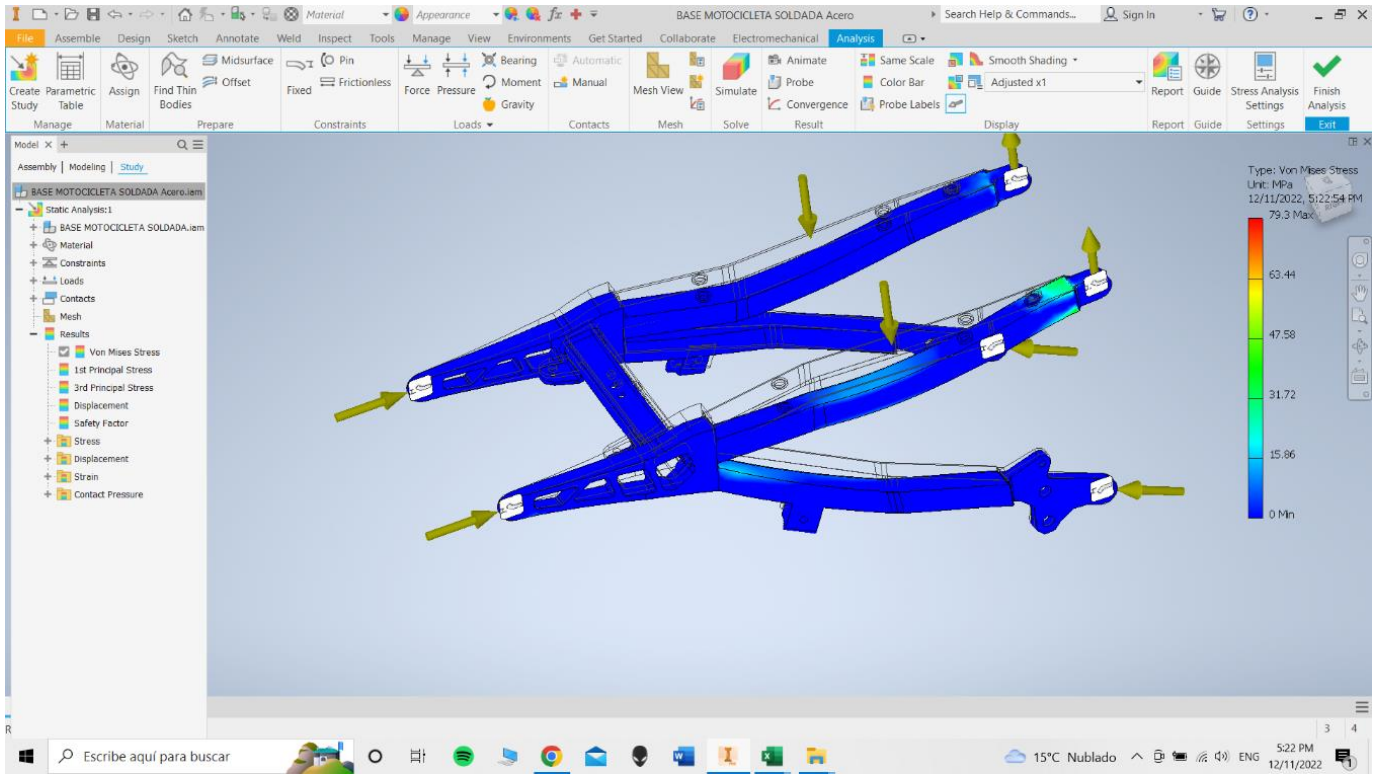 Material
Appearance
fx
BASE MOTOCICLETA SOLDADA Acero
Search Help & Commands...
Sign In
File Assemble Design Sketch Annotate Weld Inspect Tools Manage View Environments Get Started Collaborate Electromechanical Analysis
Create Study
Parametric Table
Assign
Find Thin Bodies
Midsurface
Offset
Fixed
Pin
Frictionless
Force
Pressure
Bearing
Moment
Gravity
Automatic
Manual
Mesh View
Simulate
Animate
Probe
Convergence
Same Scale
Color Bar
Probe Labels
Smooth Shading
Adjusted x1
Report
Guide
Stress Analysis Settings
Finish Analysis
Manage Material Prepare Constraints Loads Contacts Mesh Solve Result Display Report Guide Settings Exit
Model X +
Assembly | Modeling | Study
BASE MOTOCICLETA SOLDADA Acero.iam
Static Analysis:1
BASE MOTOCICLETA SOLDADA.iam
Material
Constraints
Loads
Contacts
Mesh
Results
Von Mises Stress
1st Principal Stress
3rd Principal Stress
Displacement
Safety Factor
Stress
Displacement
Strain
Contact Pressure
Type: Von Mises Stress
Unit: MPa
12/11/2022, 5:22:54 PM
79.3 Max
63.44
47.58
31.72
15.86
0 Min
R
3 4
Escribe aquí para buscar
15°C Nublado
ENG
5:22 PM
12/11/2022
1